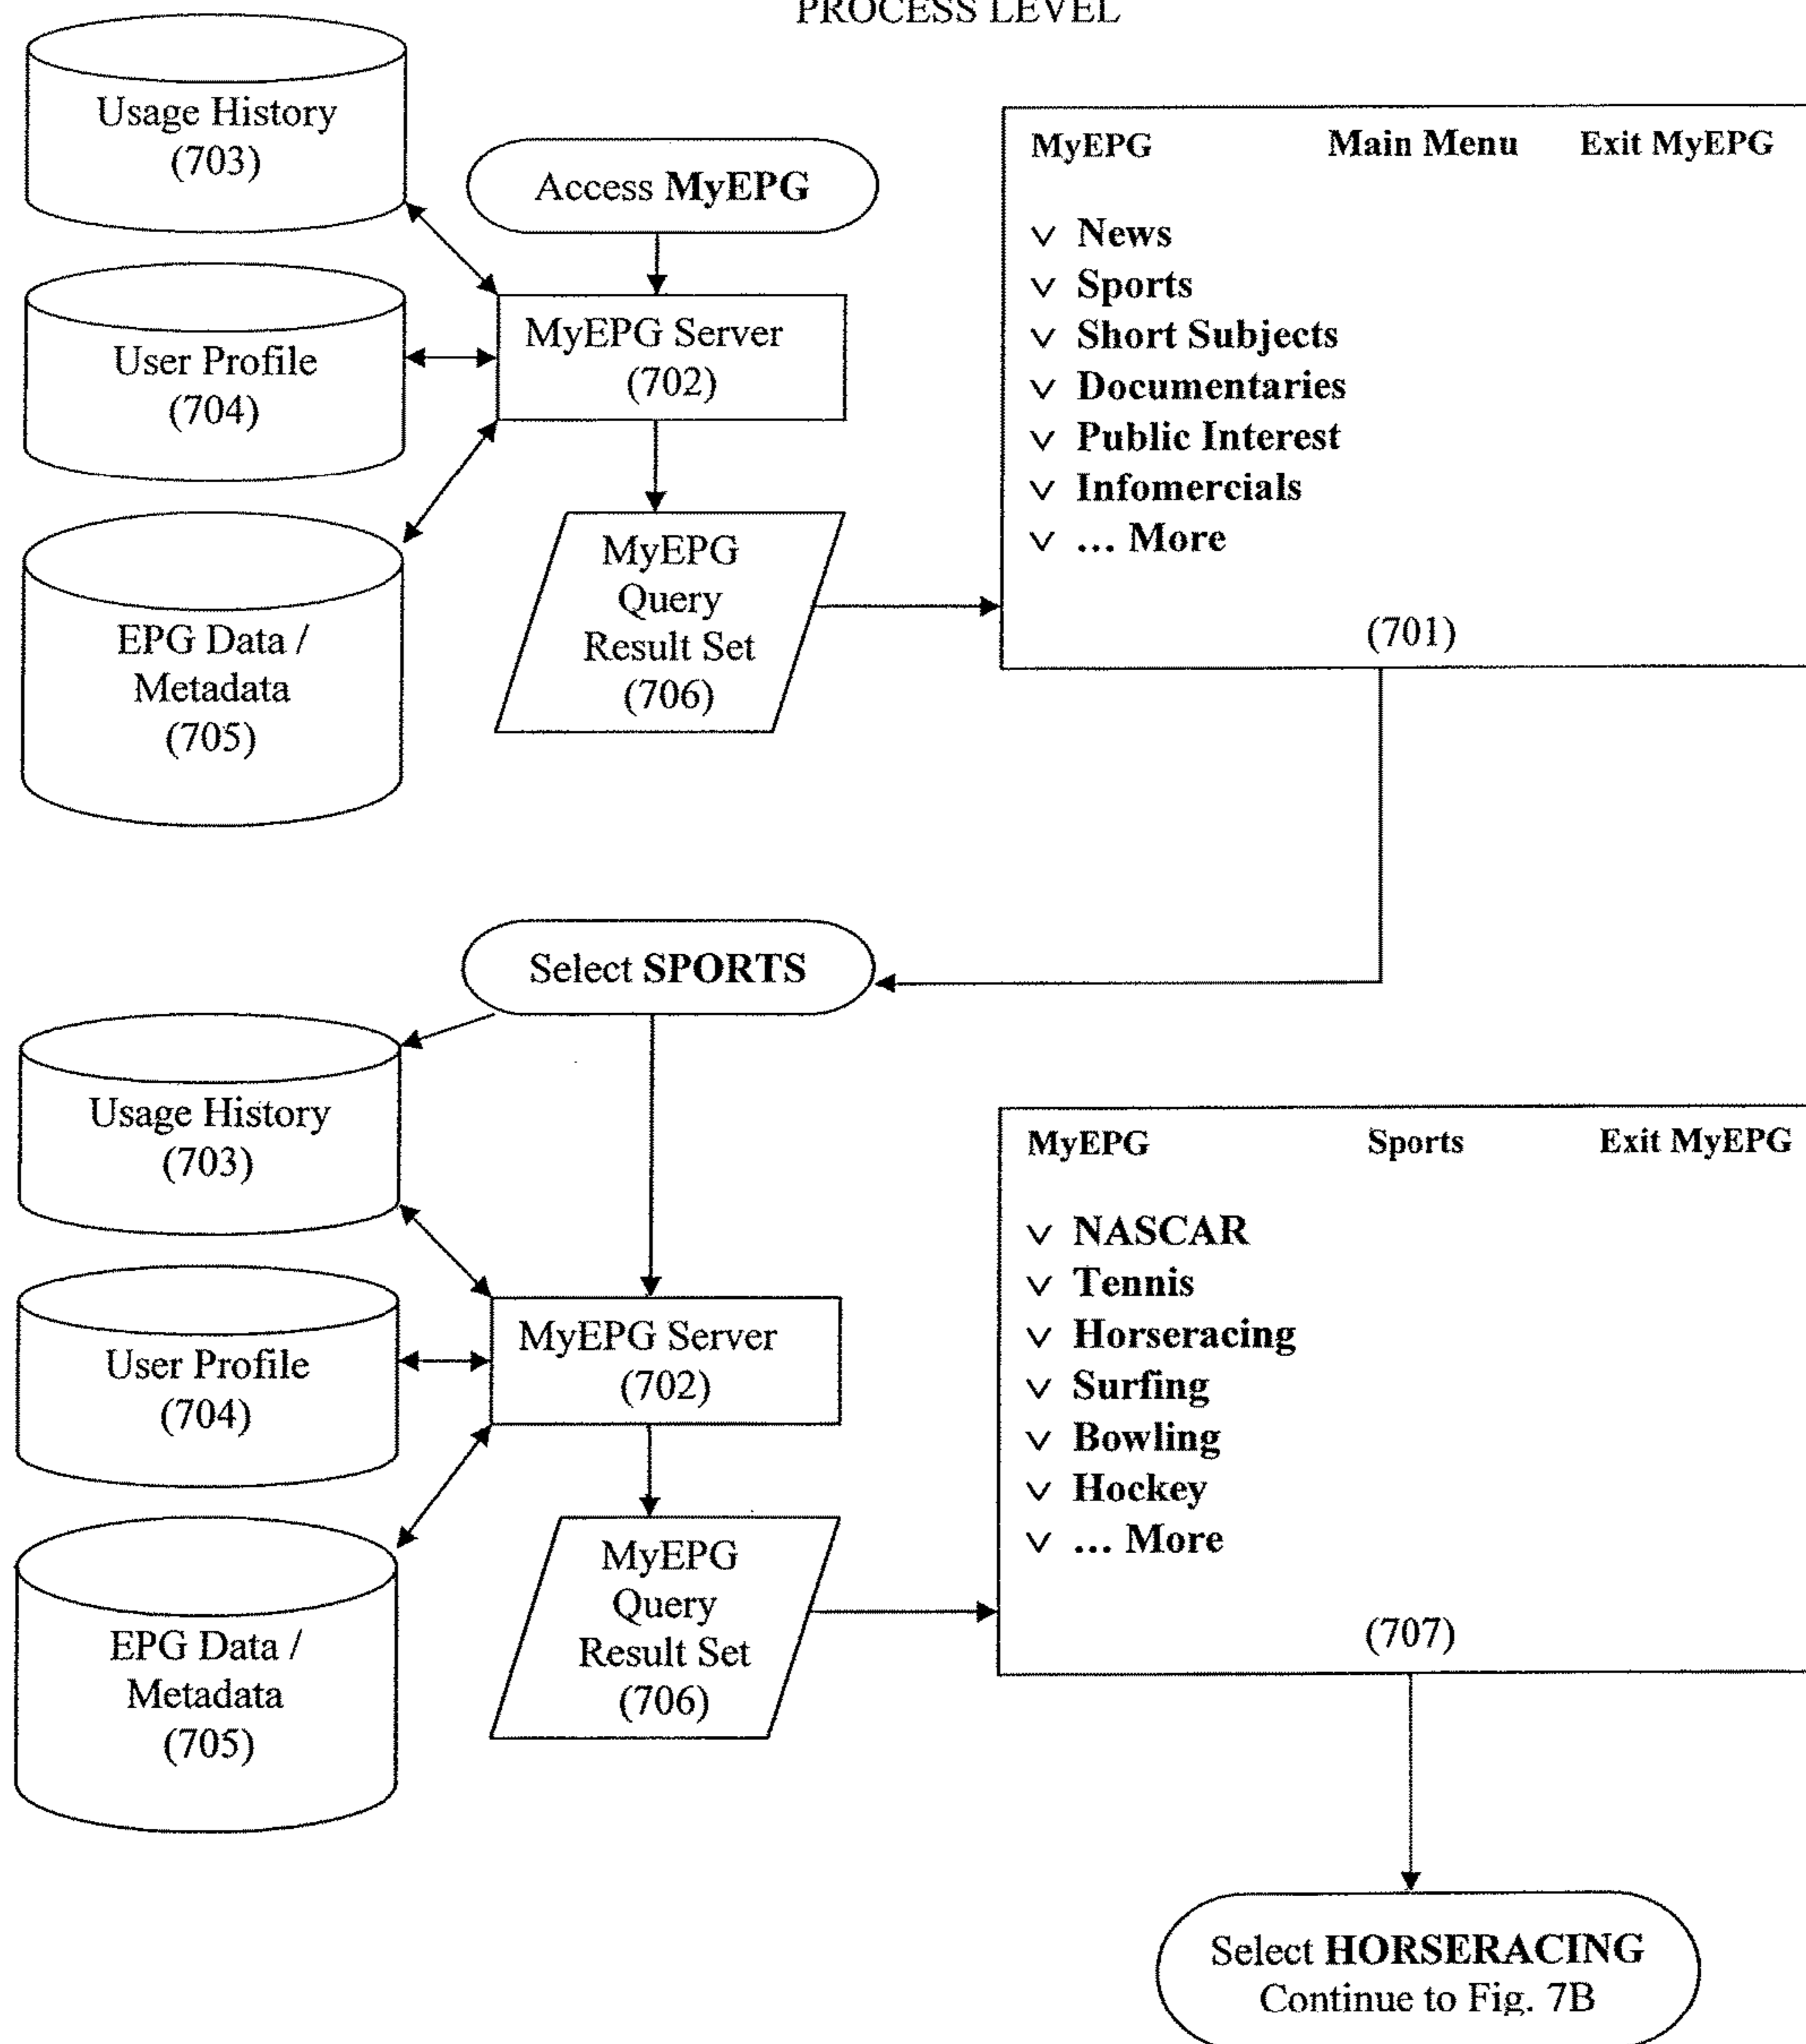 PROCESS LEVEL
Usage History
(703)
Access MyEPG
User Profile
(704)
MyEPG Server
(702)
EPG Data /
Metadata
(705)
MyEPG
Query
Result Set
(706)
MyEPG Main Menu Exit MyEPG
v News
v Sports
v Short Subjects
v Documentaries
v Public Interest
v Infomercials
v ... More
(701)
Select SPORTS
Usage History
(703)
User Profile
(704)
MyEPG Server
(702)
EPG Data /
Metadata
(705)
MyEPG
Query
Result Set
(706)
MyEPG Sports Exit MyEPG
v NASCAR
v Tennis
v Horseracing
v Surfing
v Bowling
v Hockey
v ... More
(707)
Select HORSERACING
Continue to Fig. 7B